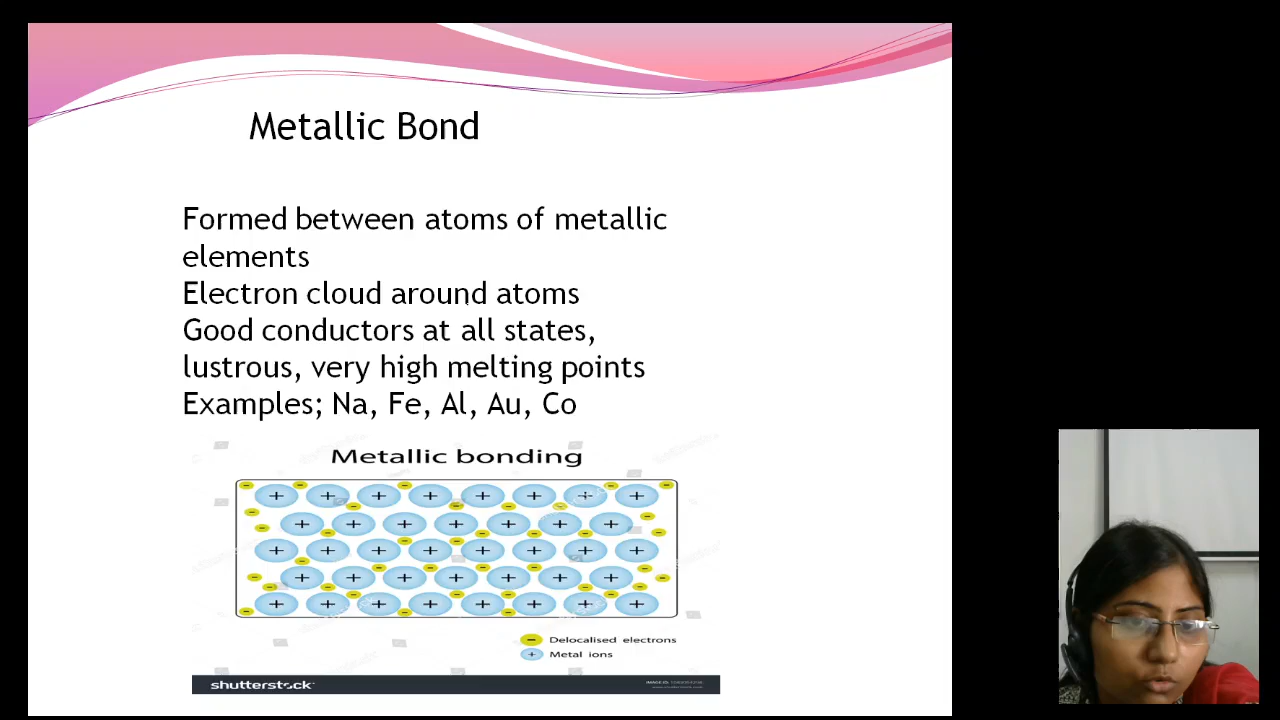 Metallic Bond
Formed between atoms of metallic
elements
Electron cloud around atoms
Good conductors at all states,
lustrous, very high melting points
Examples; Na, Fe, Al, Au, Co
Metallic bonding
Delocalised electrons
Metal ions
shutterstock